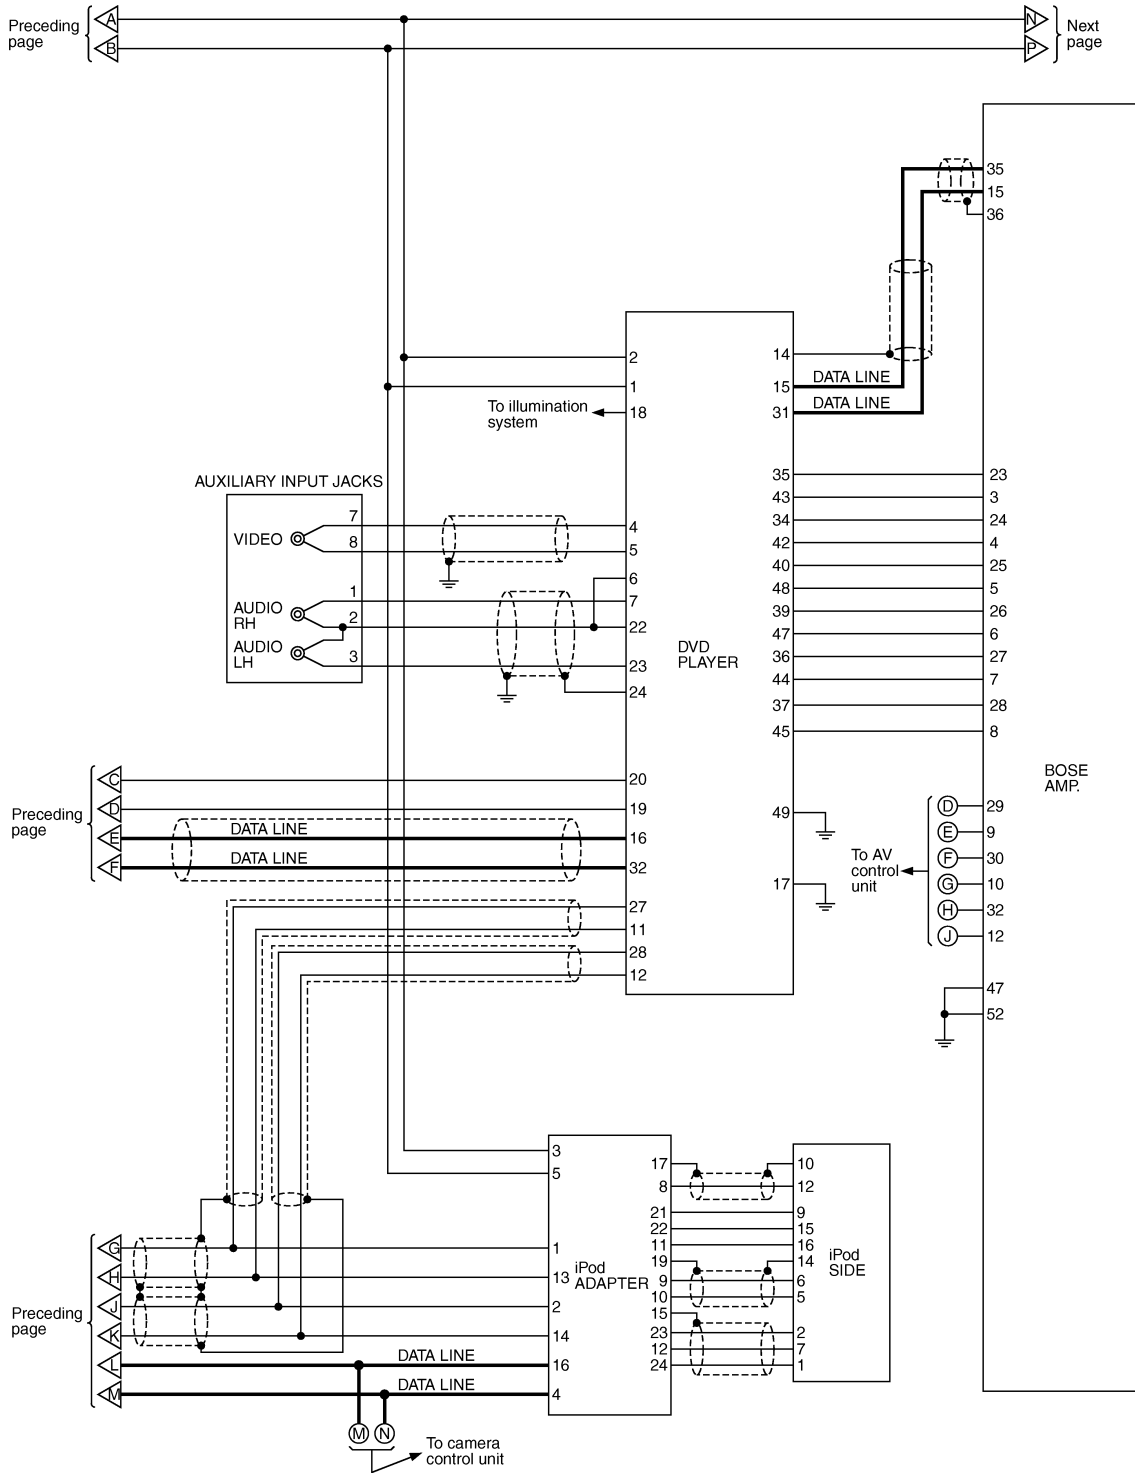 Preceding
page
A
B
N
P
Next
page
35
15
36
2
1
18
To illumination
system
14
15
DATA LINE
31
DATA LINE
AUXILIARY INPUT JACKS
VIDEO
7
8
AUDIO
RH
1
2
AUDIO
LH
3
4
5
6
7
22
23
24
DVD
PLAYER
35
43
34
42
40
48
39
47
36
44
37
45
23
3
24
4
25
5
26
6
27
7
28
8
BOSE
AMP.
Preceding
page
C
D
E
F
DATA LINE
DATA LINE
20
19
16
32
27
11
28
12
49
17
To AV
control
unit
D
E
F
G
H
J
29
9
30
10
32
12
47
52
3
5
Preceding
page
G
H
J
K
L
M
1
13
2
14
DATA LINE
16
DATA LINE
4
iPod
ADAPTER
17
8
21
22
11
19
9
10
15
23
12
24
10
12
9
15
16
14
6
5
2
7
1
iPod
SIDE
M
N
To camera
control unit